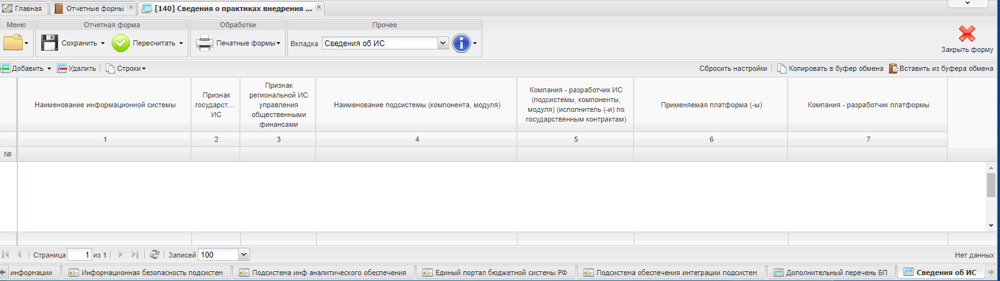 Главная
Отчетные формы
[140] Сведения о практиках внедрения ...
Меню
Отчетная форма
Обработки
Прочее
Сохранить
Пересчитать
Печатные формы
Вкладка
Сведения об ИС
Закрыть форму
Добавить
Удалить
Строки
Сбросить настройки
Копировать в буфер обмена
Вставить из буфера обмена
Наименование информационной системы
Признак
государст...
ИС
Признак
региональной ИС
управления
общественными
финансами
Наименование подсистемы (компонента, модуля)
Компания - разработчик ИС
(подсистемы, компоненты,
модуля) (исполнитель (-и) по
государственным контрактам)
Применяемая платформа (-ы)
Компания - разработчик платформы
1
2
3
4
5
6
7
№
Страница
1
из 1
Записей
100
Нет данных
информации
Информационная безопасность подсистем
Подсистема инф аналитического обеспечения
Единый портал бюджетной системы РФ
Подсистема обеспечения интеграции подсистем
Дополнительный перечень БП
Сведения об ИС